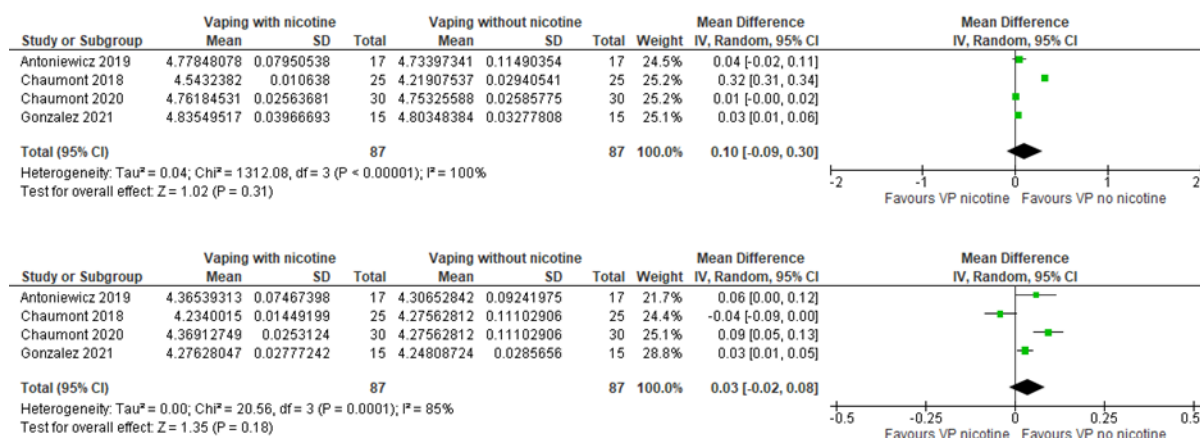 Vaping with nicotine Vaping without nicotine Mean Difference Mean Difference
Study or Subgroup Mean SD Total Mean SD Total Weight IV, Random, 95% CI IV, Random, 95% CI
Antoniewicz 2019 4.77848078 0.07950538 17 4.73397341 0.11490354 17 24.5% 0.04 [-0.02, 0.11]
Chaumont 2018 4.5432382 0.010638 25 4.21907537 0.02940541 25 25.2% 0.32 [0.31, 0.34]
Chaumont 2020 4.76184531 0.02563681 30 4.75325588 0.02585775 30 25.2% 0.01 [-0.00, 0.02]
Gonzalez 2021 4.83549517 0.03966693 15 4.80348384 0.03277808 15 25.1% 0.03 [0.01, 0.06]
Total (95% CI) 87 87 100.0% 0.10 [-0.09, 0.30]
Heterogeneity: Tau² = 0.04; Chi² = 1312.08, df = 3 (P < 0.00001); I² = 100%
Test for overall effect: Z = 1.02 (P = 0.31)
-2 -1 0 1 2
Favours VP nicotine Favours VP no nicotine
Vaping with nicotine Vaping without nicotine Mean Difference Mean Difference
Study or Subgroup Mean SD Total Mean SD Total Weight IV, Random, 95% CI IV, Random, 95% CI
Antoniewicz 2019 4.36539313 0.07467398 17 4.30652842 0.09241975 17 21.7% 0.06 [0.00, 0.12]
Chaumont 2018 4.2340015 0.01449199 25 4.27562812 0.11102906 25 24.4% -0.04 [-0.09, 0.00]
Chaumont 2020 4.36912749 0.0253124 30 4.27562812 0.11102906 30 25.1% 0.09 [0.05, 0.13]
Gonzalez 2021 4.27628047 0.02777242 15 4.24808724 0.0285656 15 28.8% 0.03 [0.01, 0.05]
Total (95% CI) 87 87 100.0% 0.03 [-0.02, 0.08]
Heterogeneity: Tau² = 0.00; Chi² = 20.56, df = 3 (P = 0.0001); I² = 85%
Test for overall effect: Z = 1.35 (P = 0.18)
-0.5 -0.25 0 0.25 0.5
Favours VP nicotine Favours VP no nicotine